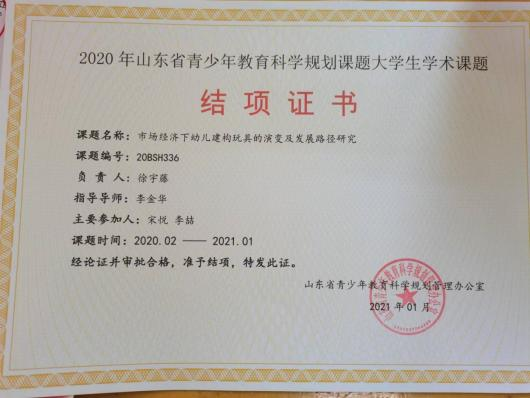 2020年山东省青少年教育科学规划课题大学生学术课题
结项证书
课题名称：市场经济下幼儿建构玩具的演变及发展路径研究
课题编号：20BSH336
负责人：徐宇藤
指导导师：李金华
主要参加人：宋悦 李喆
课题时间：2020.02 —— 2021.01
经论证并审批合格，准予结项，特发此证。
山东省青少年教育科学规划管理办公室
2021年01月